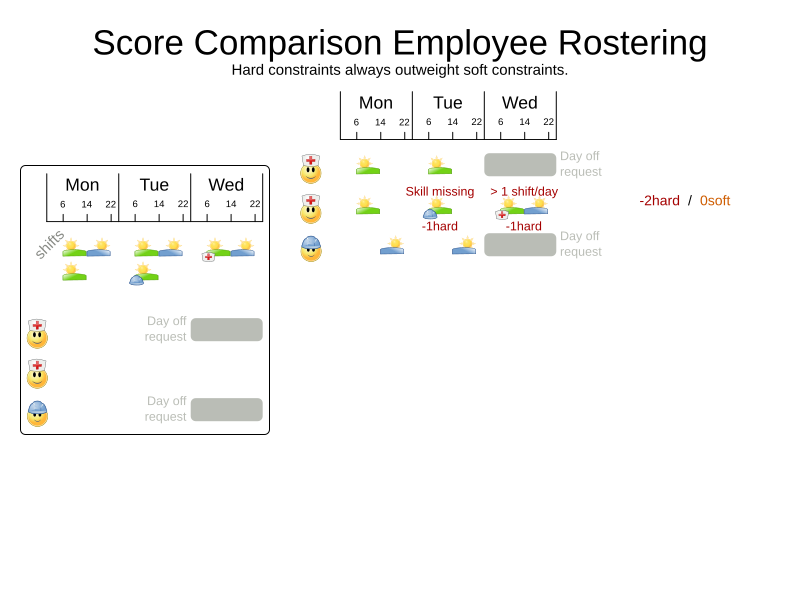 Score Comparison Employee Rostering
Hard constraints always outweight soft constraints.
Mon Tue Wed
6 14 22 6 14 22 6 14 22
Day off
request
Skill missing > 1 shift/day
-1hard -1hard
-2hard / 0soft
Day off
request
Mon Tue Wed
6 14 22 6 14 22 6 14 22
shifts
Day off
request
Day off
request